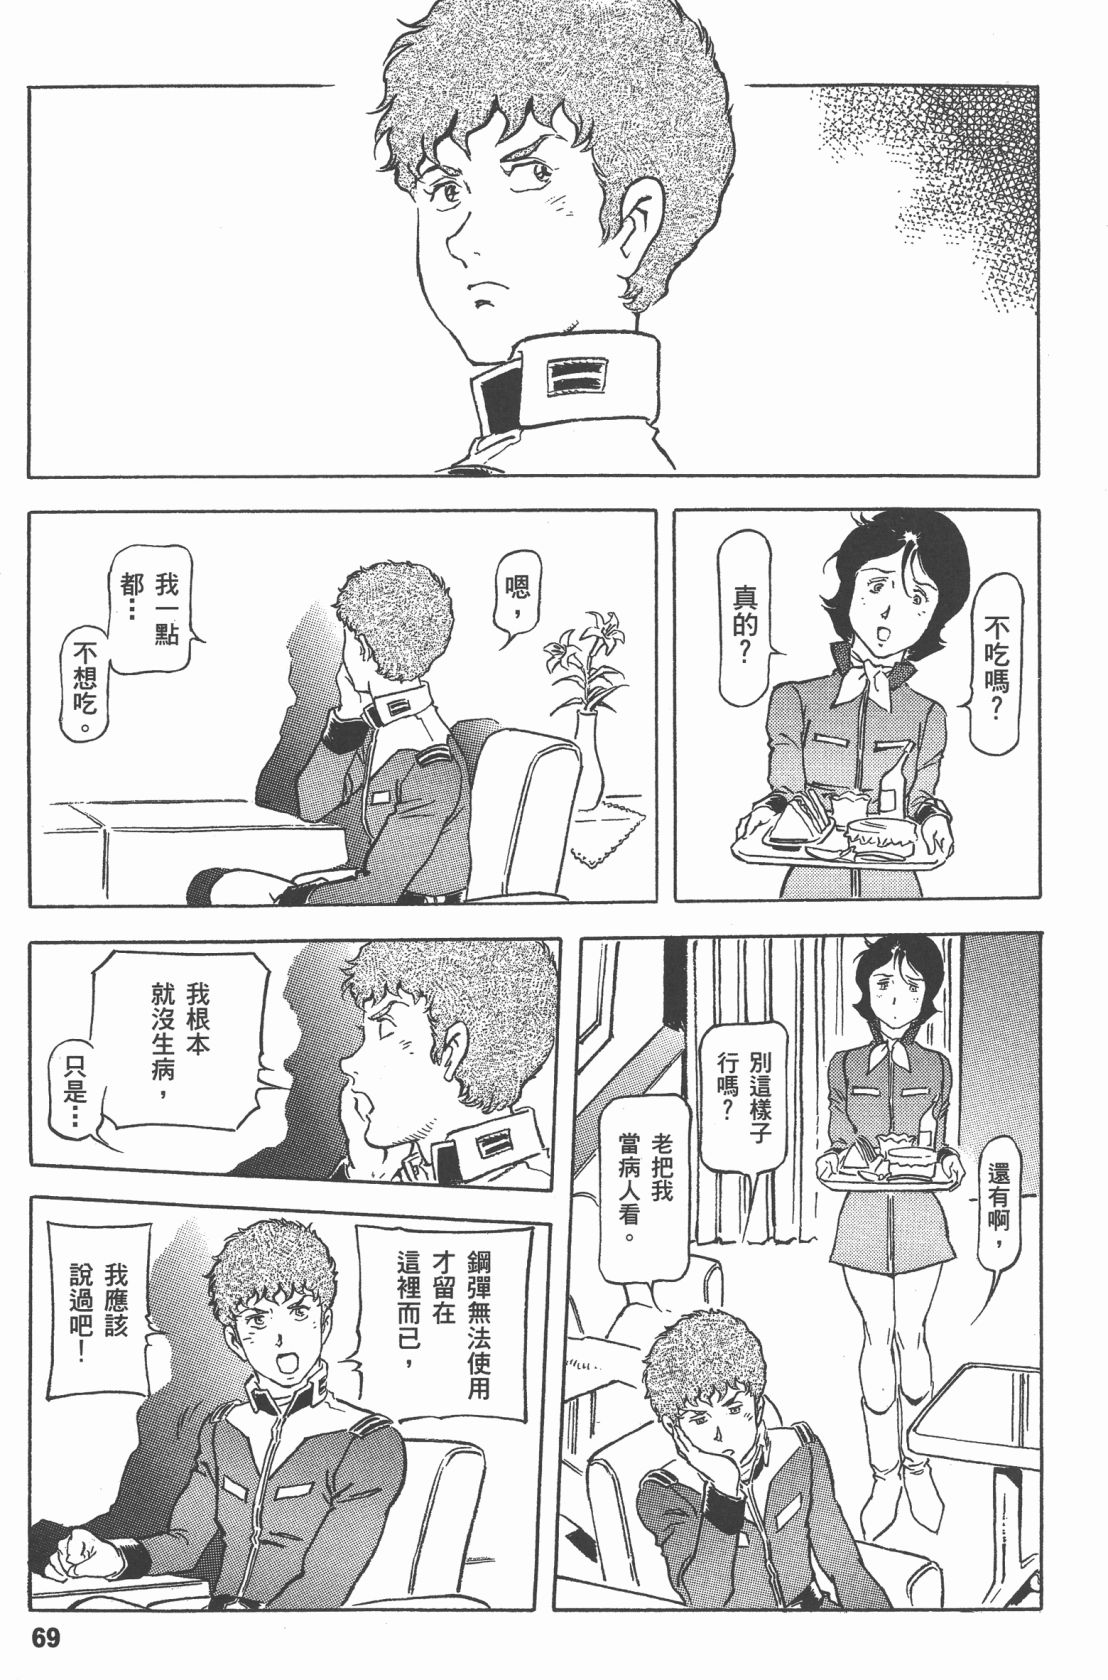 不吃嗎？
真的？
嗯，
我一點
都…
不想吃。
還有啊，
別這樣子
行嗎？
老把我
當病人看。
我根本
就沒生病，
只是…
鋼彈無法使用
才留在
這裡而已，
我應該
說過吧！
69